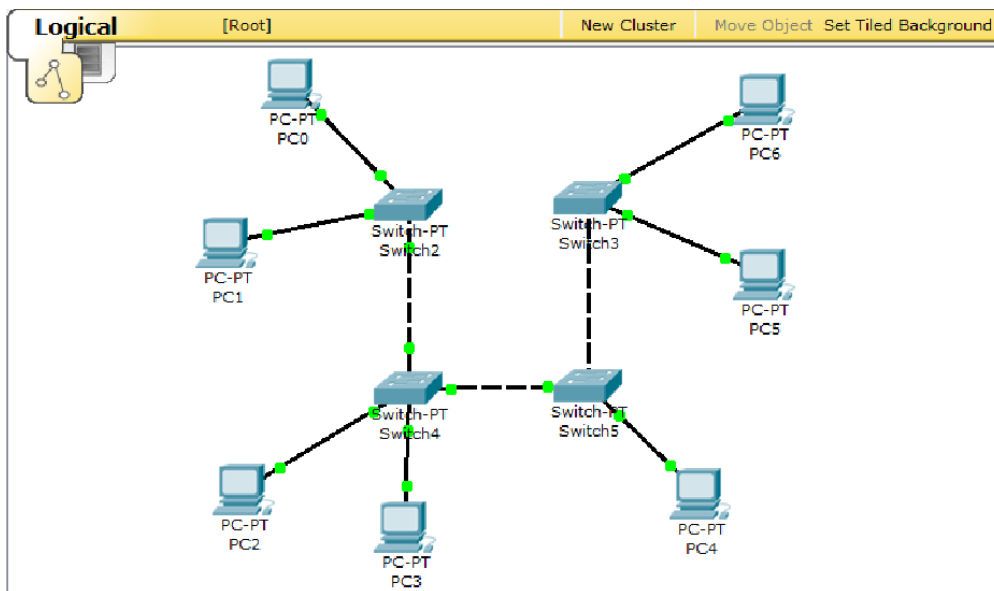 Logical
[Root]
New Cluster
Move Object
Set Tiled Background
PC-PT
PC0
PC-PT
PC6
Switch-PT
Switch2
Switch-PT
Switch3
PC-PT
PC1
PC-PT
PC5
Switch-PT
Switch4
Switch-PT
Switch5
PC-PT
PC2
PC-PT
PC3
PC-PT
PC4